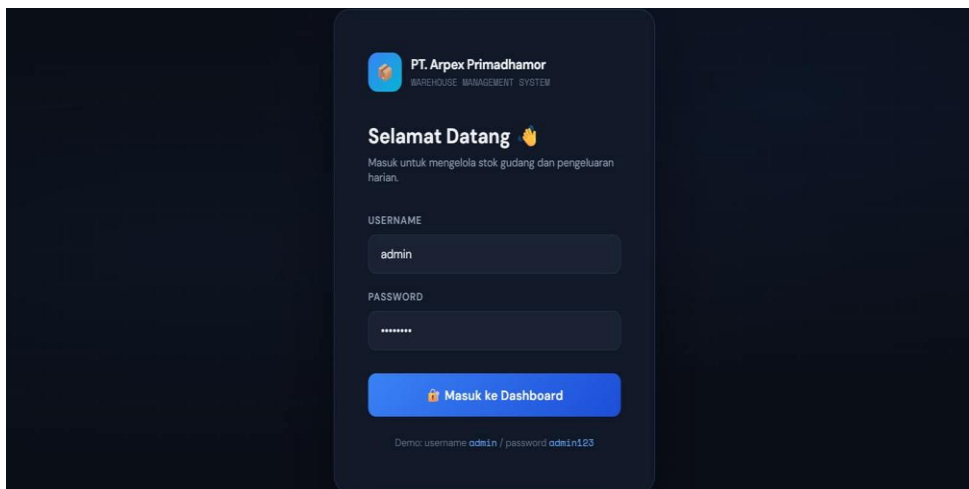 PT. Arpex Primadhamor
WAREHOUSE MANAGEMENT SYSTEM
Selamat Datang 👋
Masuk untuk mengelola stok gudang dan pengeluaran
harian.
USERNAME
admin
PASSWORD
••••••••
🔐 Masuk ke Dashboard
Demo: username admin / password admin123